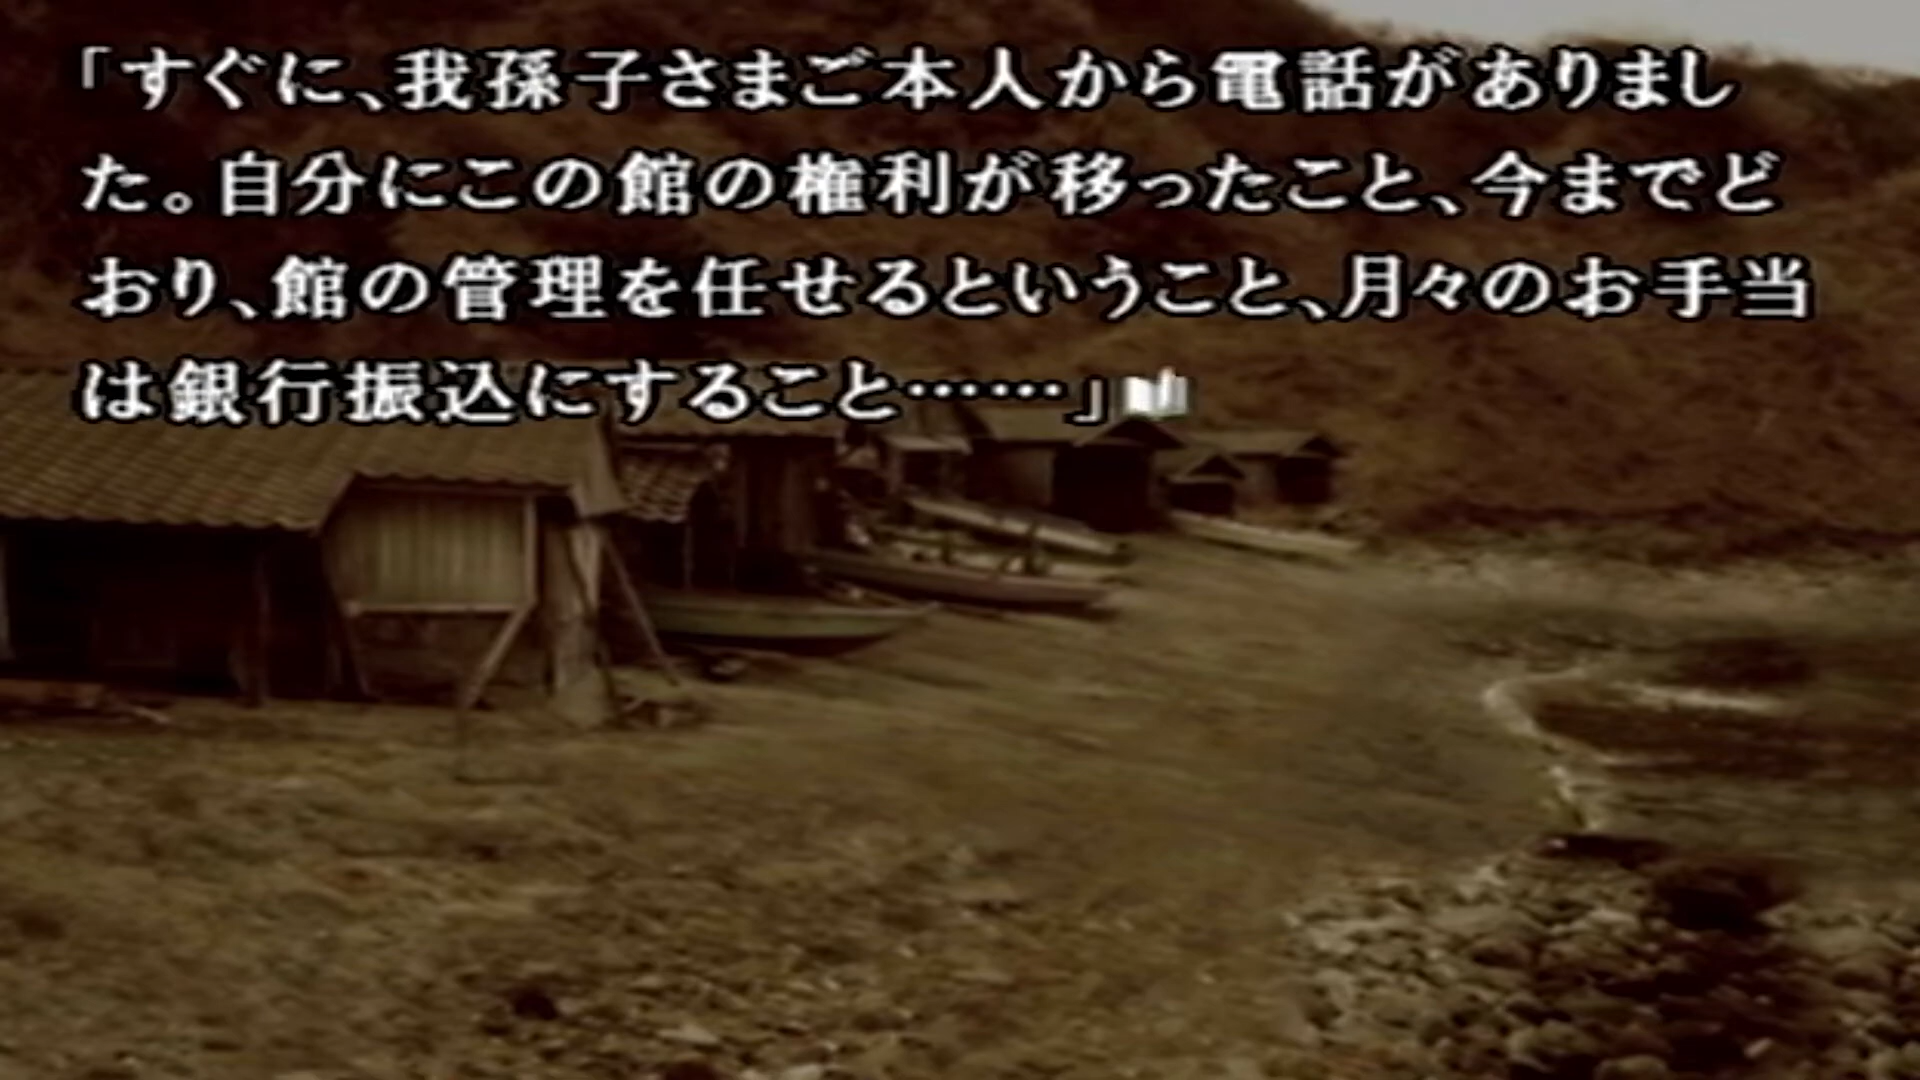 「すぐに、我孫子さまご本人から電話がありまし
た。自分にこの館の権利が移ったこと、今までど
おり、館の管理を任せるということ、月々のお手当
は銀行振込にすること……」